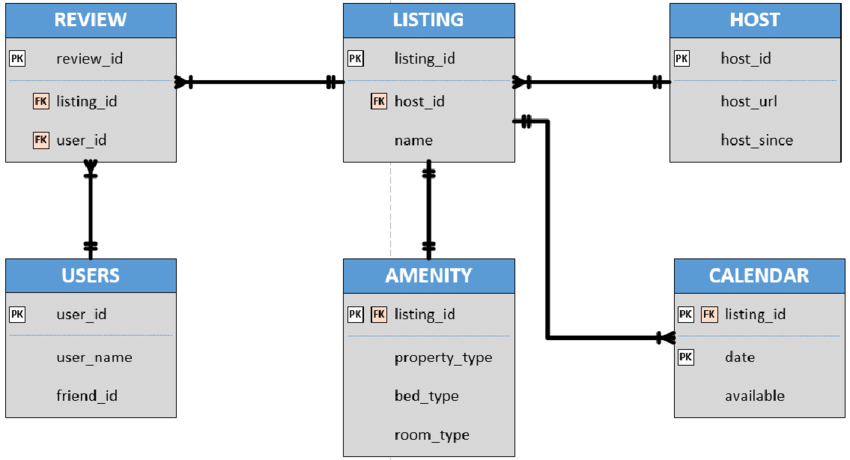 REVIEW
PK review_id
FK listing_id
FK user_id
LISTING
PK listing_id
FK host_id
name
HOST
PK host_id
host_url
host_since
USERS
PK user_id
user_name
friend_id
AMENITY
PK FK listing_id
property_type
bed_type
room_type
CALENDAR
PK FK listing_id
PK date
available